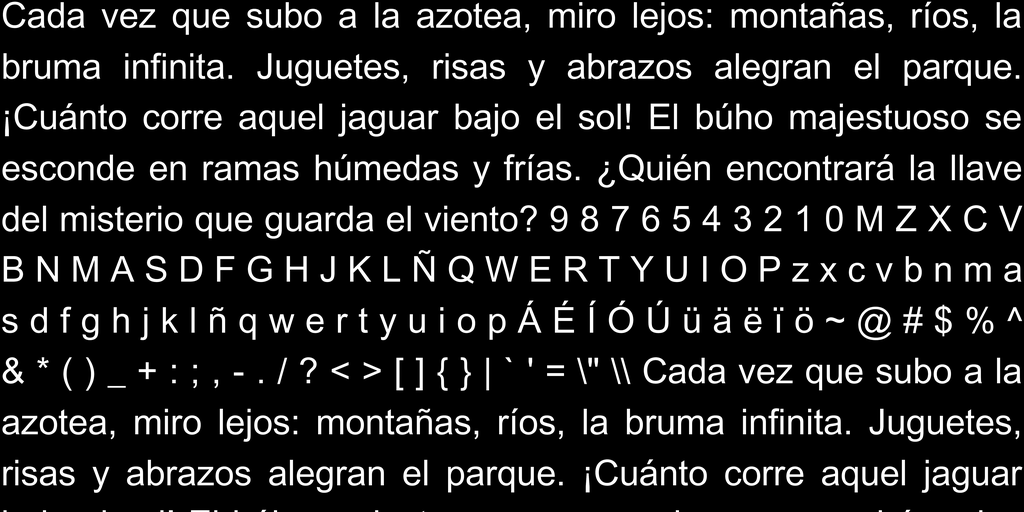 Cada vez que subo a la azotea, miro lejos: montañas, ríos, la
bruma infinita. Juguetes, risas y abrazos alegran el parque.
¡Cuánto corre aquel jaguar bajo el sol! El búho majestuoso se
esconde en ramas húmedas y frías. ¿Quién encontrará la llave
del misterio que guarda el viento? 9 8 7 6 5 4 3 2 1 0 M Z X C V
B N M A S D F G H J K L Ñ Q W E R T Y U I O P z x c v b n m a
s d f g h j k l ñ q w e r t y u i o p Á É Í Ó Ú ü ä ë ï ö ~ @ # $ % ^
& * ( ) _ + : ; , - . / ? < > [ ] { } | ` ' = \" \\ Cada vez que subo a la
azotea, miro lejos: montañas, ríos, la bruma infinita. Juguetes,
risas y abrazos alegran el parque. ¡Cuánto corre aquel jaguar